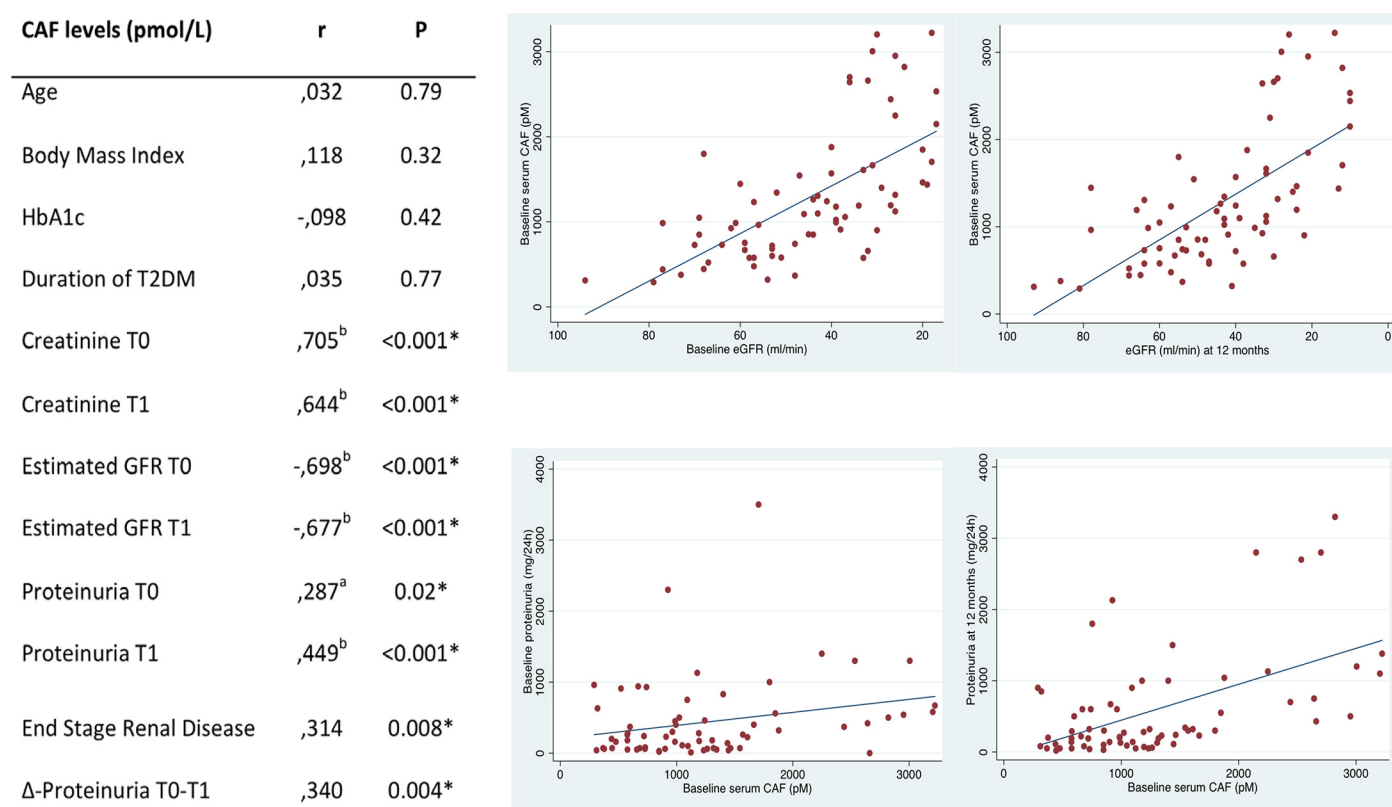 CAF levels (pmol/L) r P
Age ,032 0.79
Body Mass Index ,118 0.32
HbA1c -,098 0.42
Duration of T2DM ,035 0.77
Creatinine T0 ,705b <0.001*
Creatinine T1 ,644b <0.001*
Estimated GFR T0 -,698b <0.001*
Estimated GFR T1 -,677b <0.001*
Proteinuria T0 ,287a 0.02*
Proteinuria T1 ,449b <0.001*
End Stage Renal Disease ,314 0.008*
Δ-Proteinuria T0-T1 ,340 0.004*
Baseline serum CAF (pM)
3000
2000
1000
0
100 80 60 40 20
Baseline eGFR (ml/min)
Baseline serum CAF (pM)
3000
2000
1000
0
100 80 60 40 20 0
eGFR (ml/min) at 12 months
Baseline proteinuria (mg/24h)
4000
3000
2000
1000
0
0 1000 2000 3000
Baseline serum CAF (pM)
Proteinuria at 12 months (mg/24h)
4000
3000
2000
1000
0
0 1000 2000 3000
Baseline serum CAF (pM)